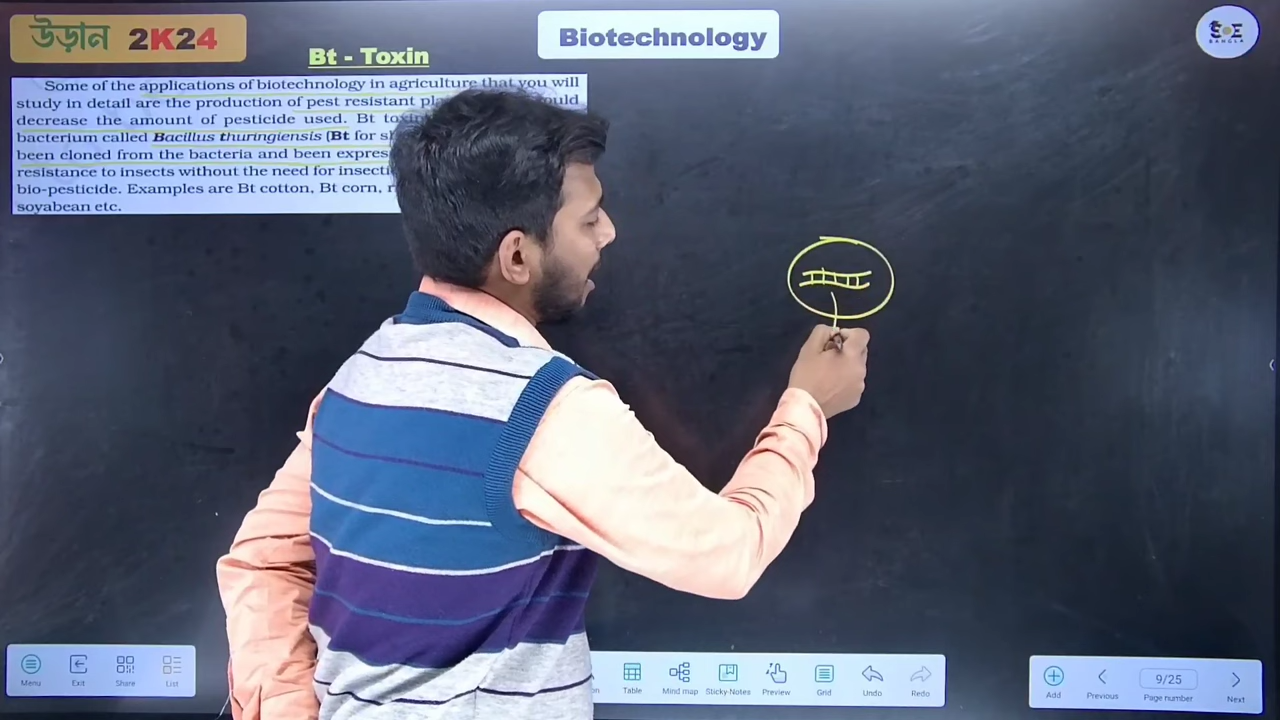 উড়ান 2K24
Biotechnology
SOE
BANGLA
Bt - Toxin
Some of the applications of biotechnology in agriculture that you will
study in detail are the production of pest resistant
decrease the amount of pesticide used. Bt
bacterium called Bacillus thuringiensis (Bt for
been cloned from the bacteria and been
resistance to insects without the need for
bio-pesticide. Examples are Bt cotton, Bt corn,
soyabean etc.
Menu
Exit
Share
List
Table
Mind map
Sticky-Notes
Preview
Grid
Undo
Redo
Add
Previous
9/25
Page number
Next